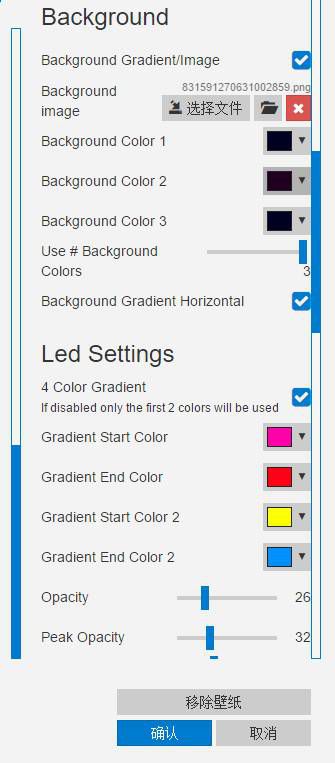 Background
Background Gradient/Image
831591270631002859.png
Background
image
选择文件
Background Color 1
Background Color 2
Background Color 3
Use # Background
Colors
3
Background Gradient Horizontal
Led Settings
4 Color Gradient
If disabled only the first 2 colors will be used
Gradient Start Color
Gradient End Color
Gradient Start Color 2
Gradient End Color 2
Opacity 26
Peak Opacity 32
移除壁纸
确认 取消